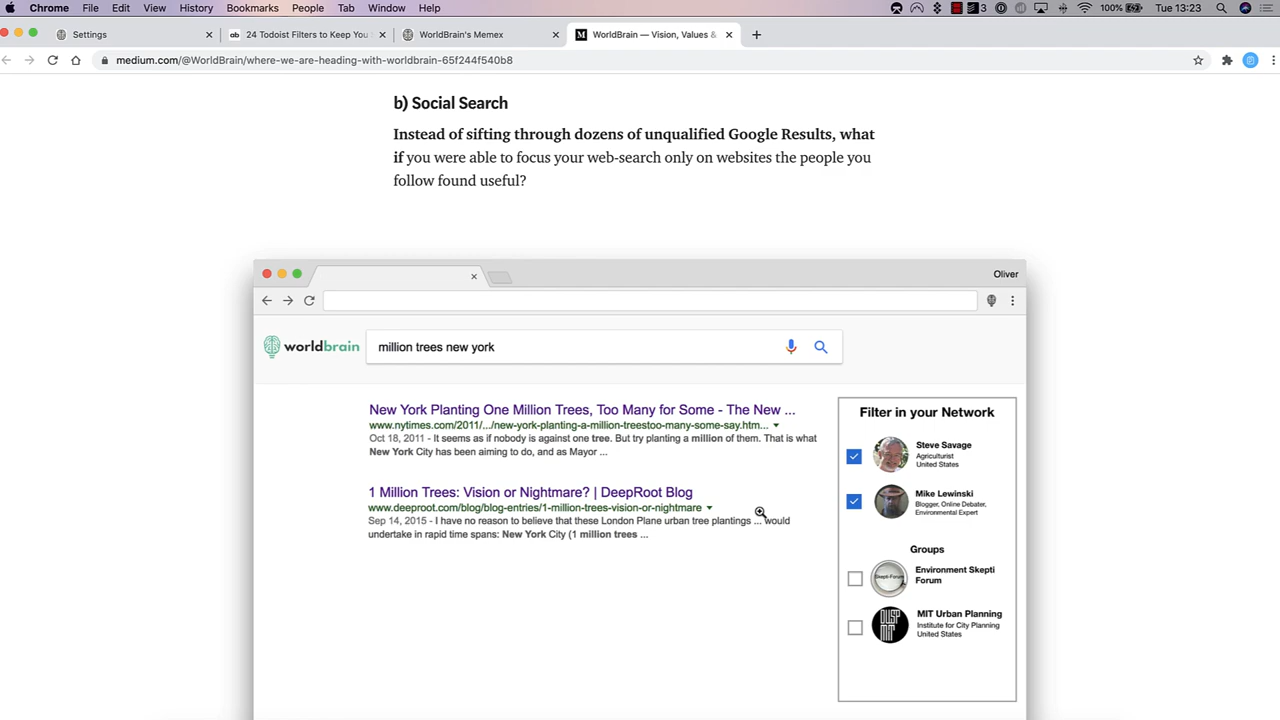 Chrome File Edit View History Bookmarks People Tab Window Help 3 100% Tue 13:23
Settings 24 Todoist Filters to Keep You WorldBrain's Memex WorldBrain — Vision, Values &
medium.com/@WorldBrain/where-we-are-heading-with-worldbrain-65f244f540b8
b) Social Search
Instead of sifting through dozens of unqualified Google Results, what
if you were able to focus your web-search only on websites the people you
follow found useful?
Oliver
worldbrain million trees new york
New York Planting One Million Trees, Too Many for Some - The New ...
www.nytimes.com/2011/.../new-york-planting-a-million-treestoo-many-some-say.htm...
Oct 18, 2011 - It seems as if nobody is against one tree. But try planting a million of them. That is what
New York City has been aiming to do, and as Mayor ...
1 Million Trees: Vision or Nightmare? | DeepRoot Blog
www.deeproot.com/blog/blog-entries/1-million-trees-vision-or-nightmare
Sep 14, 2015 - I have no reason to believe that these London Plane urban tree plantings ... would
undertake in rapid time spans: New York City (1 million trees ...
Filter in your Network
Steve Savage
Agriculturist
United States
Mike Lewinski
Blogger, Online Debater,
Environmental Expert
Groups
Skepti-Forum
Environment Skepti
Forum
DUSP
MIT
MIT Urban Planning
Institute for City Planning
United States